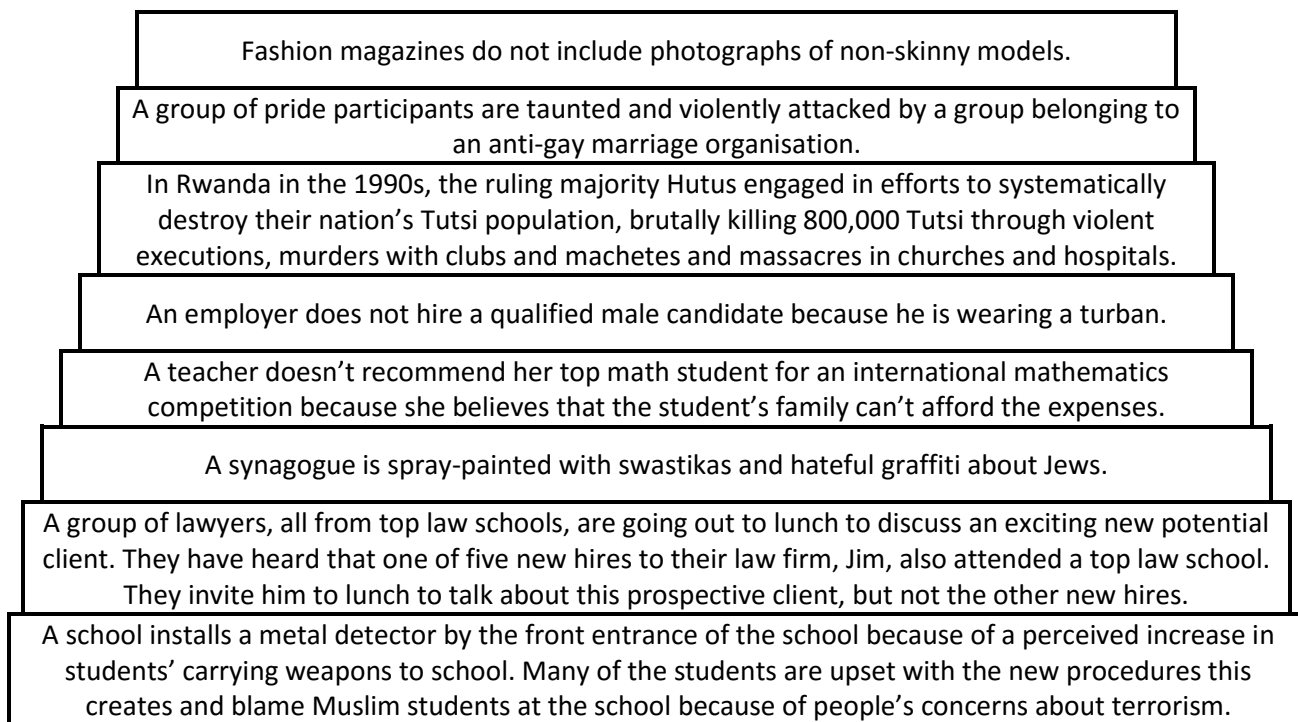 Fashion magazines do not include photographs of non-skinny models.
A group of pride participants are taunted and violently attacked by a group belonging to
an anti-gay marriage organisation.
In Rwanda in the 1990s, the ruling majority Hutus engaged in efforts to systematically
destroy their nation’s Tutsi population, brutally killing 800,000 Tutsi through violent
executions, murders with clubs and machetes and massacres in churches and hospitals.
An employer does not hire a qualified male candidate because he is wearing a turban.
A teacher doesn’t recommend her top math student for an international mathematics
competition because she believes that the student’s family can’t afford the expenses.
A synagogue is spray-painted with swastikas and hateful graffiti about Jews.
A group of lawyers, all from top law schools, are going out to lunch to discuss an exciting new potential
client. They have heard that one of five new hires to their law firm, Jim, also attended a top law school.
They invite him to lunch to talk about this prospective client, but not the other new hires.
A school installs a metal detector by the front entrance of the school because of a perceived increase in
students’ carrying weapons to school. Many of the students are upset with the new procedures this
creates and blame Muslim students at the school because of people’s concerns about terrorism.